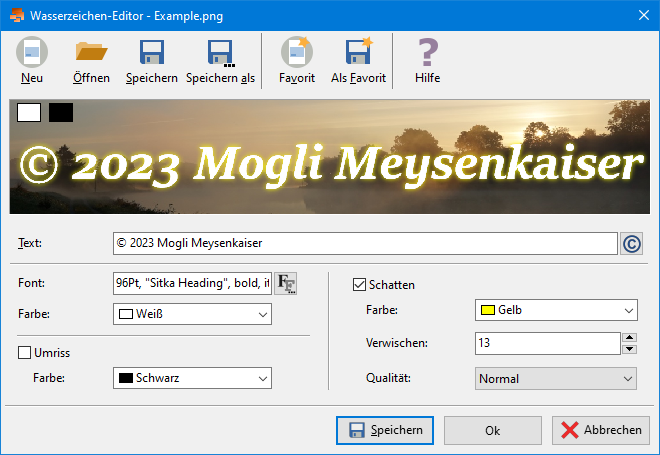 Wasserzeichen-Editor - Example.png
Neu Öffnen Speichern Speichern als Favorit Als Favorit Hilfe
© 2023 Mogli Meysenkaiser
Text: © 2023 Mogli Meysenkaiser ©
Font: 96Pt, "Sitka Heading", bold, it FF...
Schatten
Farbe: Weiß
Farbe: Gelb
Verwischen: 13
Umriss
Farbe: Schwarz
Qualität: Normal
Speichern Ok Abbrechen